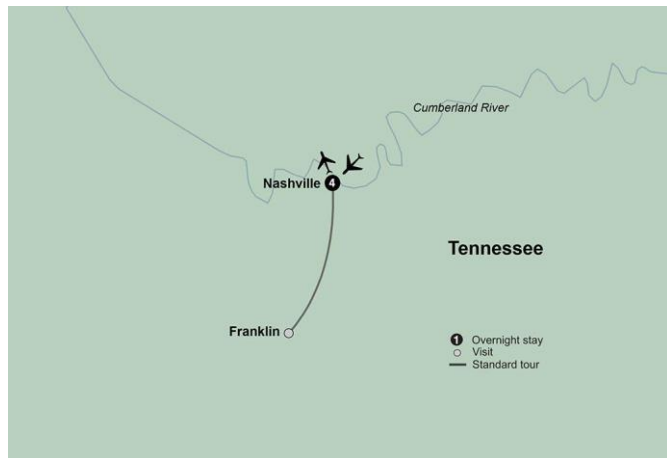 Cumberland River
Nashville 4
Tennessee
Franklin
1 Overnight stay
Visit
Standard tour